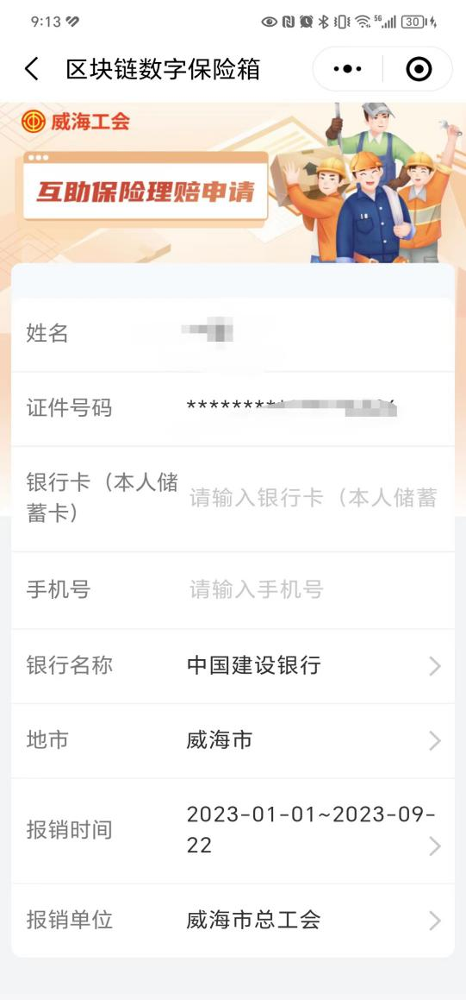 9:13
5G
30
区块链数字保险箱
威海工会
互助保险理赔申请
姓名
证件号码
********
银行卡（本人储
蓄卡）
请输入银行卡（本人储蓄
手机号
请输入手机号
银行名称
中国建设银行
地市
威海市
报销时间
2023-01-01~2023-09-
22
报销单位
威海市总工会